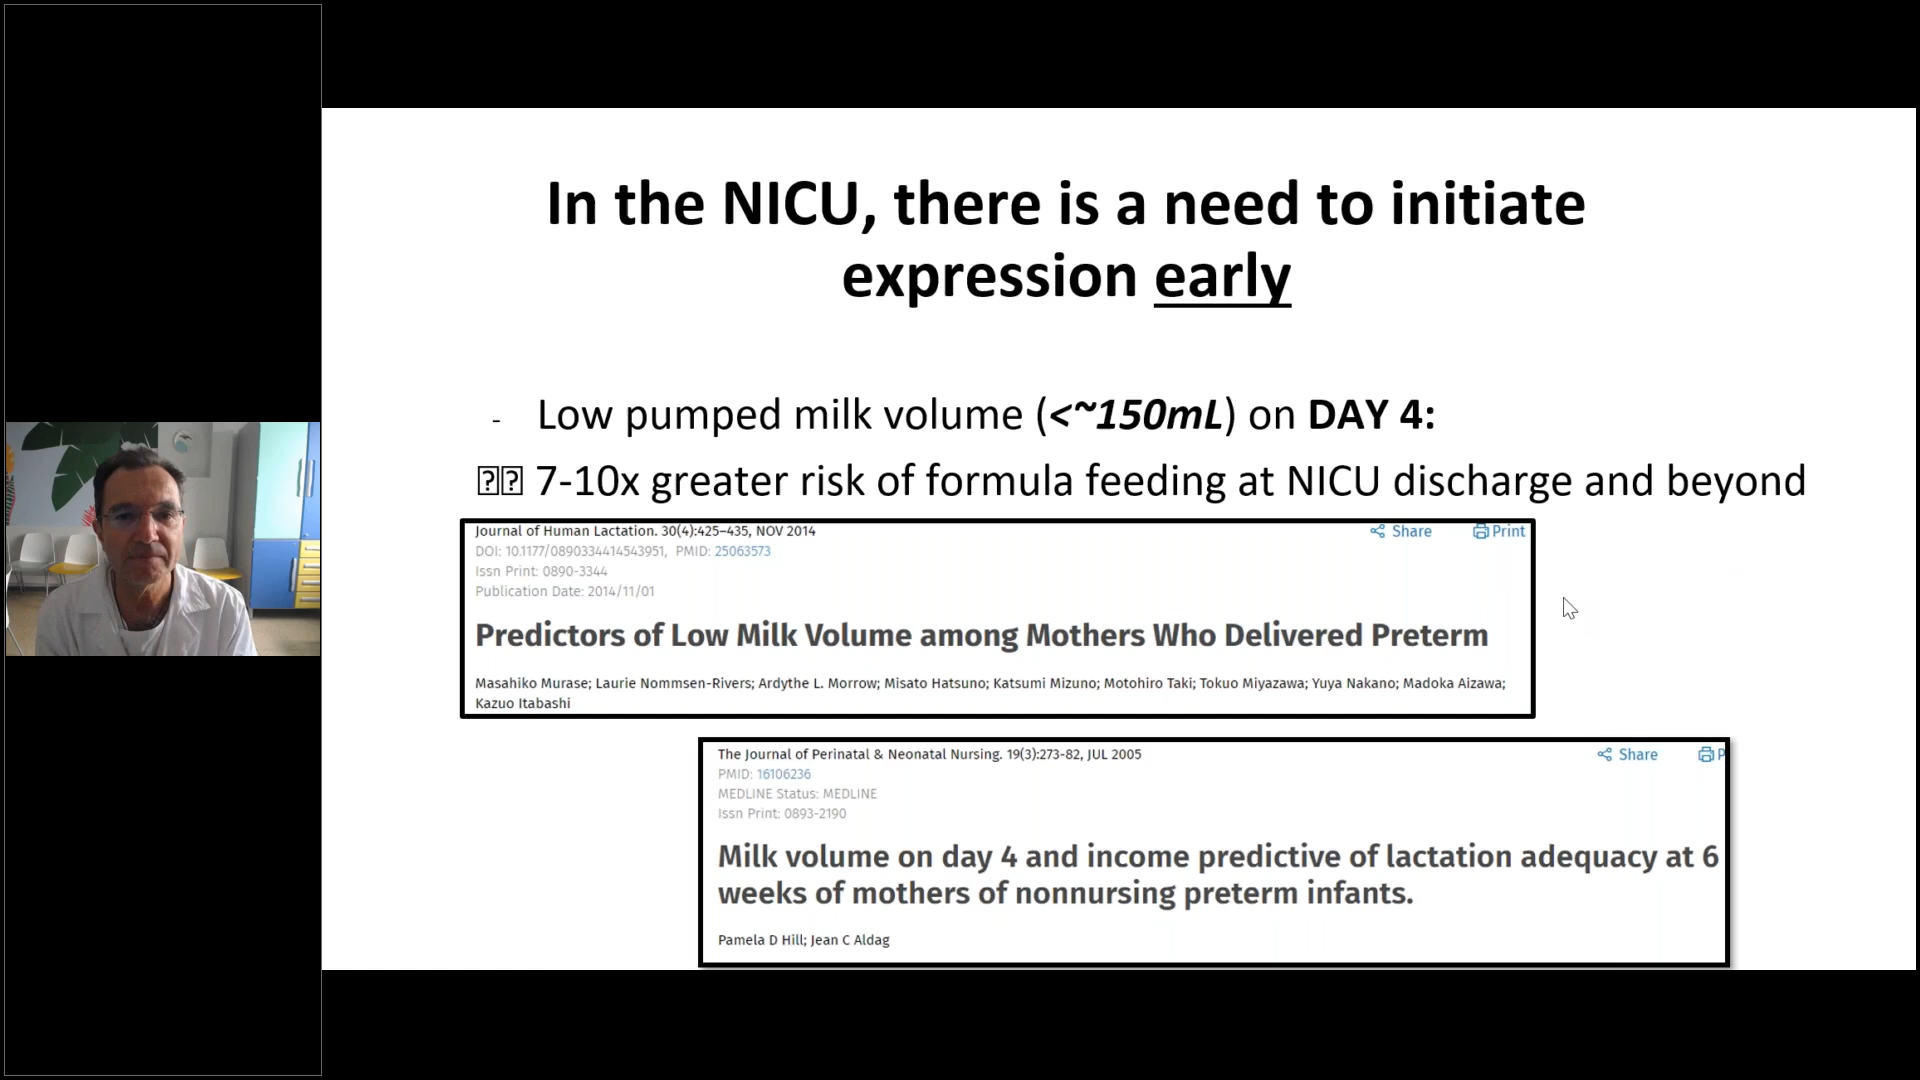 In the NICU, there is a need to initiate
expression early
- Low pumped milk volume (<~150mL) on DAY 4:
7-10x greater risk of formula feeding at NICU discharge and beyond
Journal of Human Lactation. 30(4):425–435, NOV 2014
Share
Print
DOI: 10.1177/0890334414543951, PMID: 25063573
Issn Print: 0890-3344
Publication Date: 2014/11/01
Predictors of Low Milk Volume among Mothers Who Delivered Preterm
Masahiko Murase; Laurie Nommsen-Rivers; Ardythe L. Morrow; Misato Hatsuno; Katsumi Mizuno; Motohiro Taki; Tokuo Miyazawa; Yuya Nakano; Madoka Aizawa;
Kazuo Itabashi
The Journal of Perinatal & Neonatal Nursing. 19(3):273-82, JUL 2005
Share
P
PMID: 16106236
MEDLINE Status: MEDLINE
Issn Print: 0893-2190
Milk volume on day 4 and income predictive of lactation adequacy at 6
weeks of mothers of nonnursing preterm infants.
Pamela D Hill; Jean C Aldag